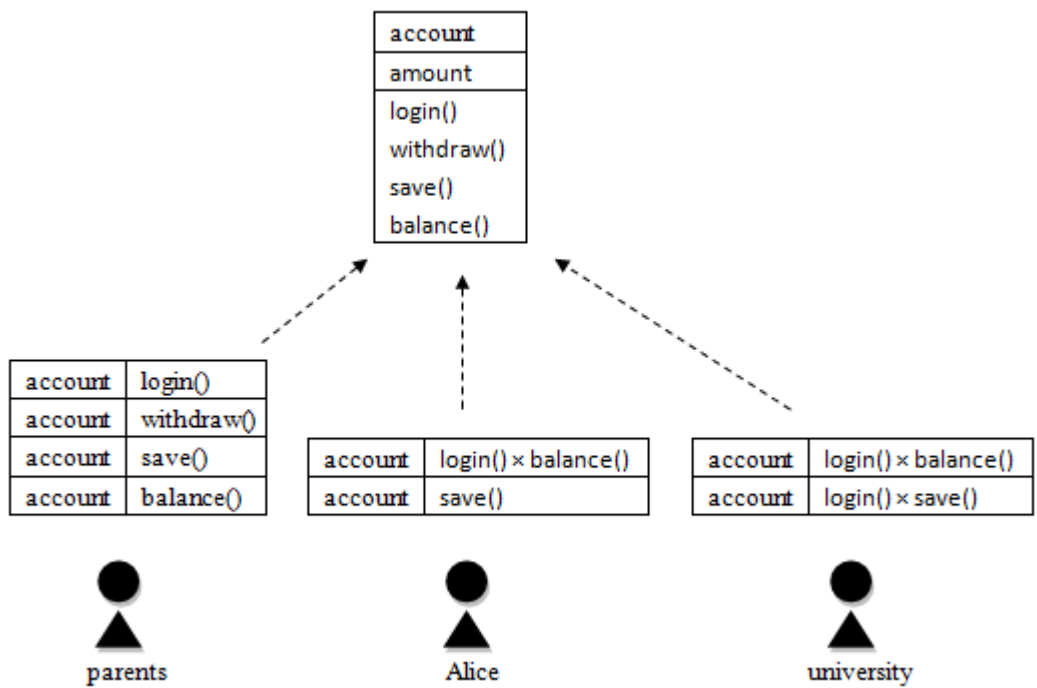 account
amount
login()
withdraw()
save()
balance()
account login()
account withdraw()
account save()
account balance()
account login() × balance()
account save()
account login() × balance()
account login() × save()
parents
Alice
university